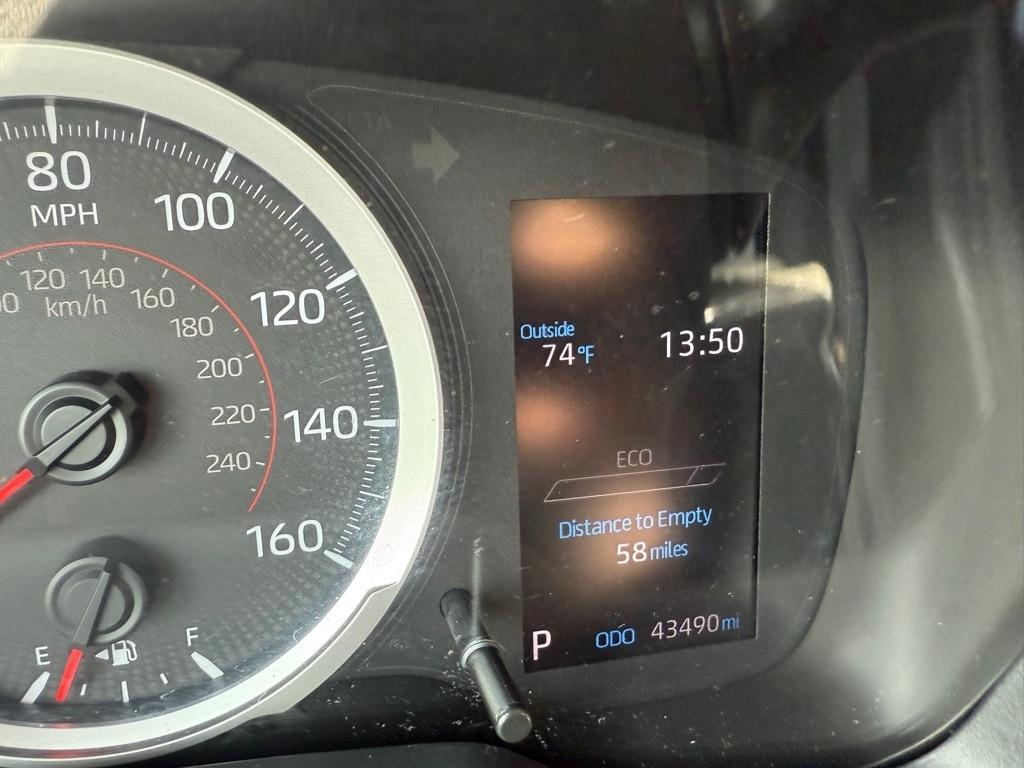 80
MPH
100
120
140
160
120
140
km/h
160
180
200
220
240
E
F
Outside
74°F
13:50
ECO
Distance to Empty
58 miles
P ODO 43490 mi